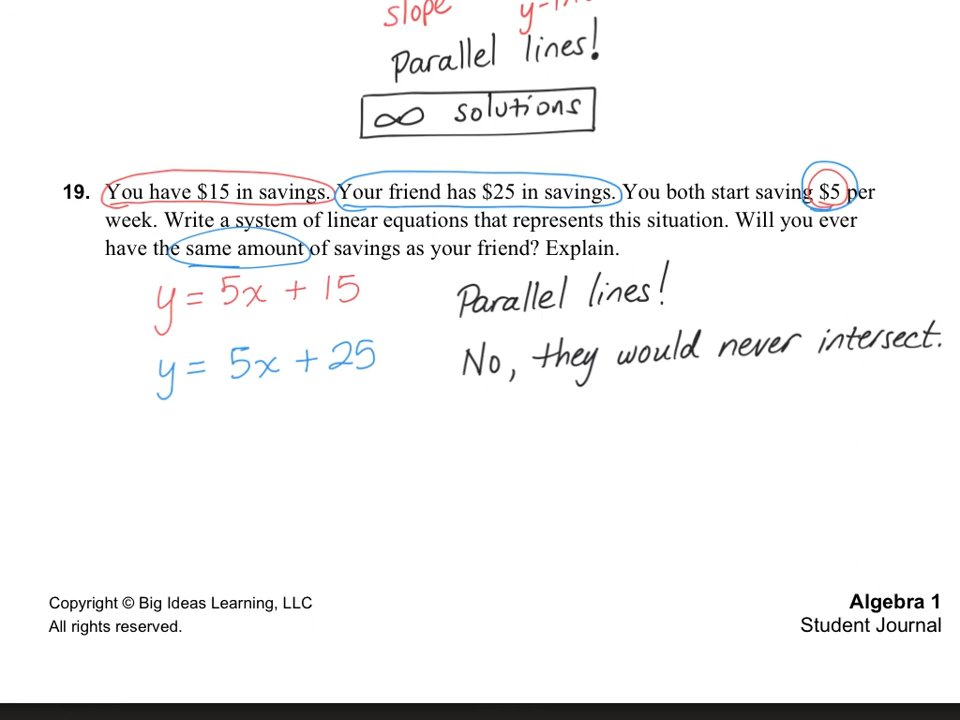 slope
Parallel lines!
∞ solutions
19. You have $15 in savings. Your friend has $25 in savings. You both start saving $5 per
week. Write a system of linear equations that represents this situation. Will you ever
have the same amount of savings as your friend? Explain.
y = 5x + 15
Parallel lines!
y = 5x + 25
No, they would never intersect.
Copyright © Big Ideas Learning, LLC
All rights reserved.
Algebra 1
Student Journal